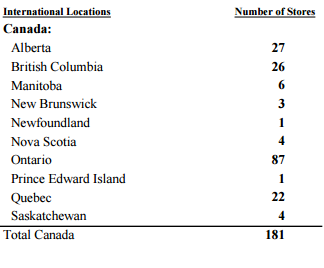 International Locations Number of Stores
Canada:
Alberta 27
British Columbia 26
Manitoba 6
New Brunswick 3
Newfoundland 1
Nova Scotia 4
Ontario 87
Prince Edward Island 1
Quebec 22
Saskatchewan 4
Total Canada 181